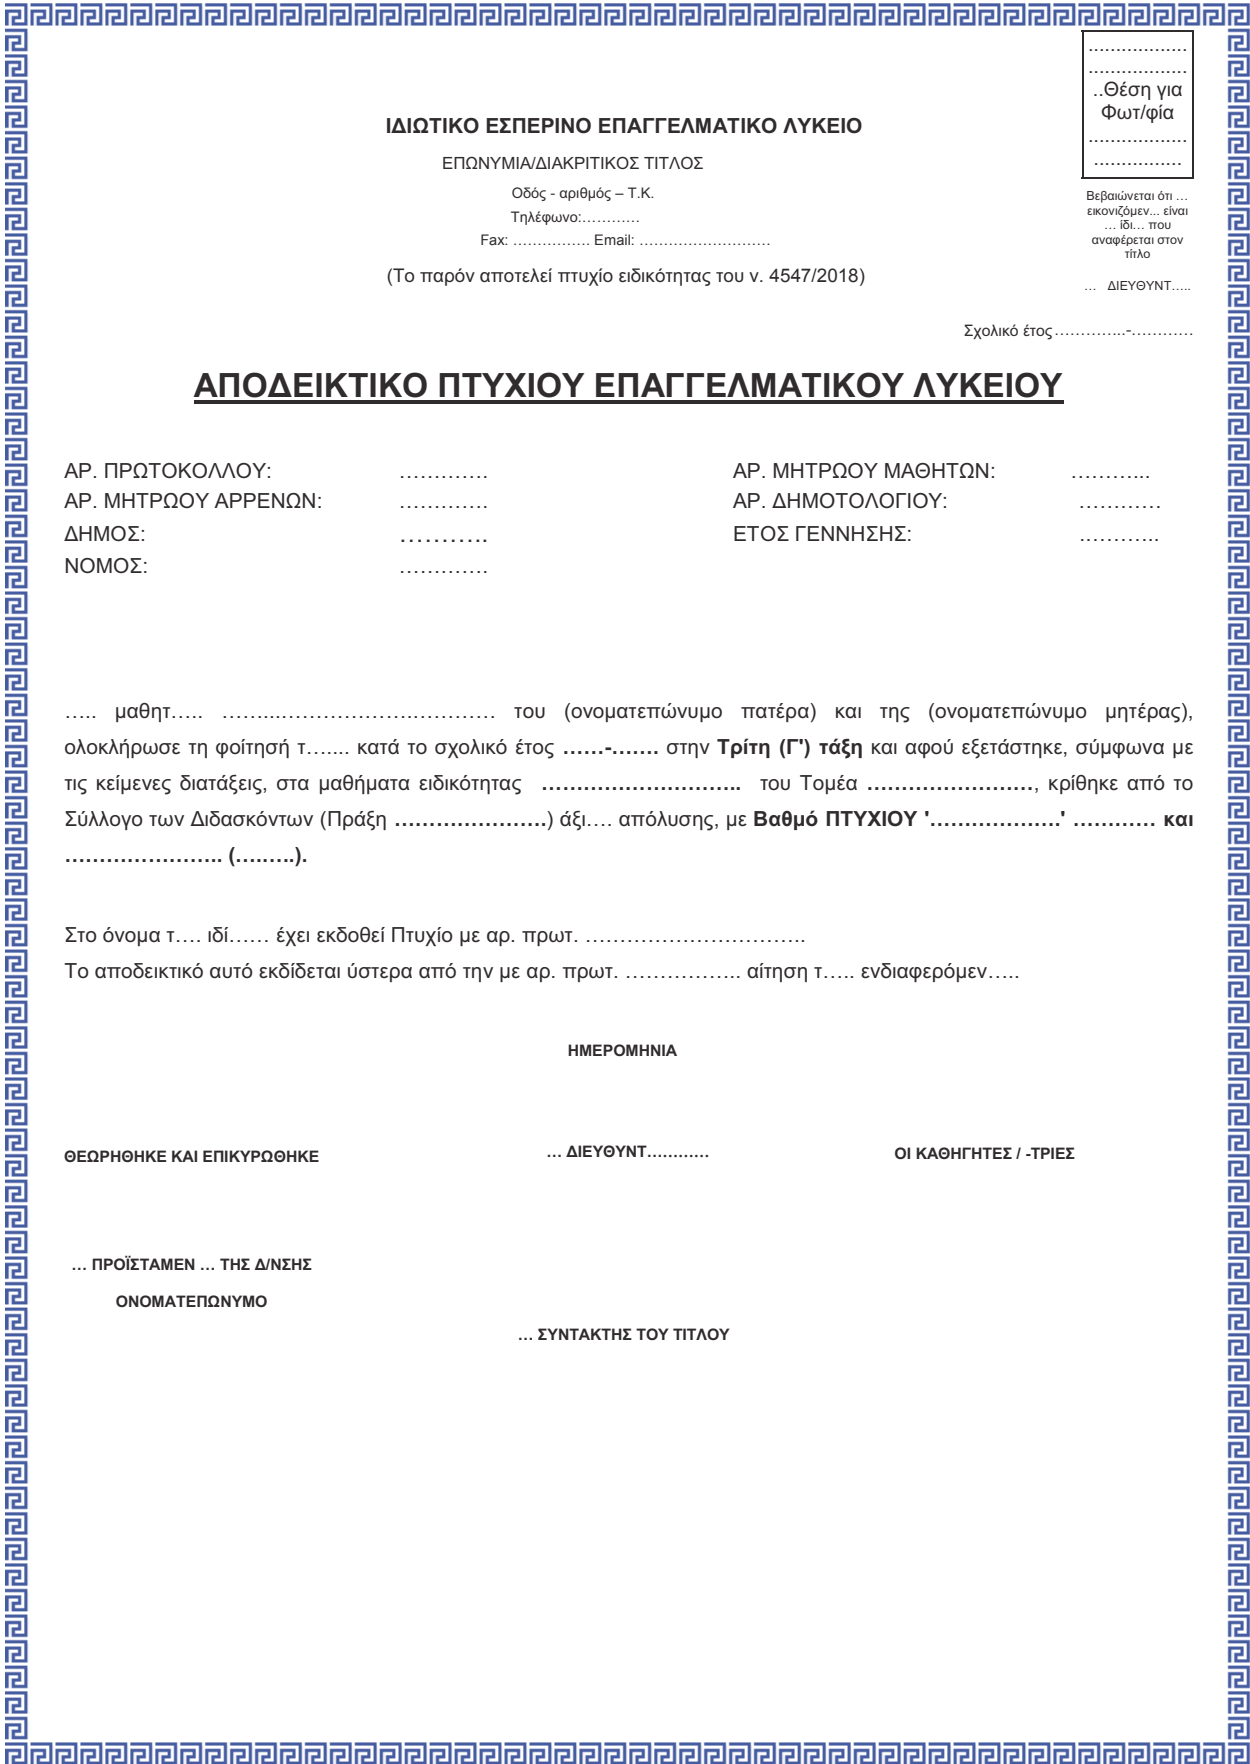 ..................
..................
..Θέση για
Φωτ/φία
..................
................
ΙΔΙΩΤΙΚΟ ΕΣΠΕΡΙΝΟ ΕΠΑΓΓΕΛΜΑΤΙΚΟ ΛΥΚΕΙΟ
ΕΠΩΝΥΜΙΑ/ΔΙΑΚΡΙΤΙΚΟΣ ΤΙΤΛΟΣ
Οδός - αριθμός – Τ.Κ.
Τηλέφωνο:…………
Fax: ……………. Email: ………………………
(Το παρόν αποτελεί πτυχίο ειδικότητας του ν. 4547/2018)
Βεβαιώνεται ότι …
εικονιζόμεν... είναι
… ίδι… που
αναφέρεται στον
τίτλο
… ΔΙΕΥΘΥΝΤ…..
Σχολικό έτος…………..-…………
ΑΠΟΔΕΙΚΤΙΚΟ ΠΤΥΧΙΟΥ ΕΠΑΓΓΕΛΜΑΤΙΚΟΥ ΛΥΚΕΙΟΥ
ΑΡ. ΠΡΩΤΟΚΟΛΛΟΥ: …………. ΑΡ. ΜΗΤΡΩΟΥ ΜΑΘΗΤΩΝ: ………...
ΑΡ. ΜΗΤΡΩΟΥ ΑΡΡΕΝΩΝ: …………. ΑΡ. ΔΗΜΟΤΟΛΟΓΙΟΥ: …………
ΔΗΜΟΣ: ……….. ΕΤΟΣ ΓΕΝΝΗΣΗΣ: ………..
ΝΟΜΟΣ: ………….
….. μαθητ….. ……...……………….………… του (ονοματεπώνυμο πατέρα) και της (ονοματεπώνυμο μητέρας),
ολοκλήρωσε τη φοίτησή τ….... κατά το σχολικό έτος ……-……. στην Τρίτη (Γ') τάξη και αφού εξετάστηκε, σύμφωνα με
τις κείμενες διατάξεις, στα μαθήματα ειδικότητας ……………………….. του Τομέα ……………………, κρίθηκε από το
Σύλλογο των Διδασκόντων (Πράξη ………………….) άξι…. απόλυσης, με Βαθμό ΠΤΥΧΙΟΥ '……………….' ………… και
………………….. (……..).
Στο όνομα τ…. ιδί…… έχει εκδοθεί Πτυχίο με αρ. πρωτ. …………………………..
Το αποδεικτικό αυτό εκδίδεται ύστερα από την με αρ. πρωτ. …………….. αίτηση τ….. ενδιαφερόμεν…..
ΗΜΕΡΟΜΗΝΙΑ
ΘΕΩΡΗΘΗΚΕ ΚΑΙ ΕΠΙΚΥΡΩΘΗΚΕ … ΔΙΕΥΘΥΝΤ………… ΟΙ ΚΑΘΗΓΗΤΕΣ / -ΤΡΙΕΣ
… ΠΡΟΪΣΤΑΜΕΝ … ΤΗΣ Δ/ΝΣΗΣ
ΟΝΟΜΑΤΕΠΩΝΥΜΟ
… ΣΥΝΤΑΚΤΗΣ ΤΟΥ ΤΙΤΛΟΥ